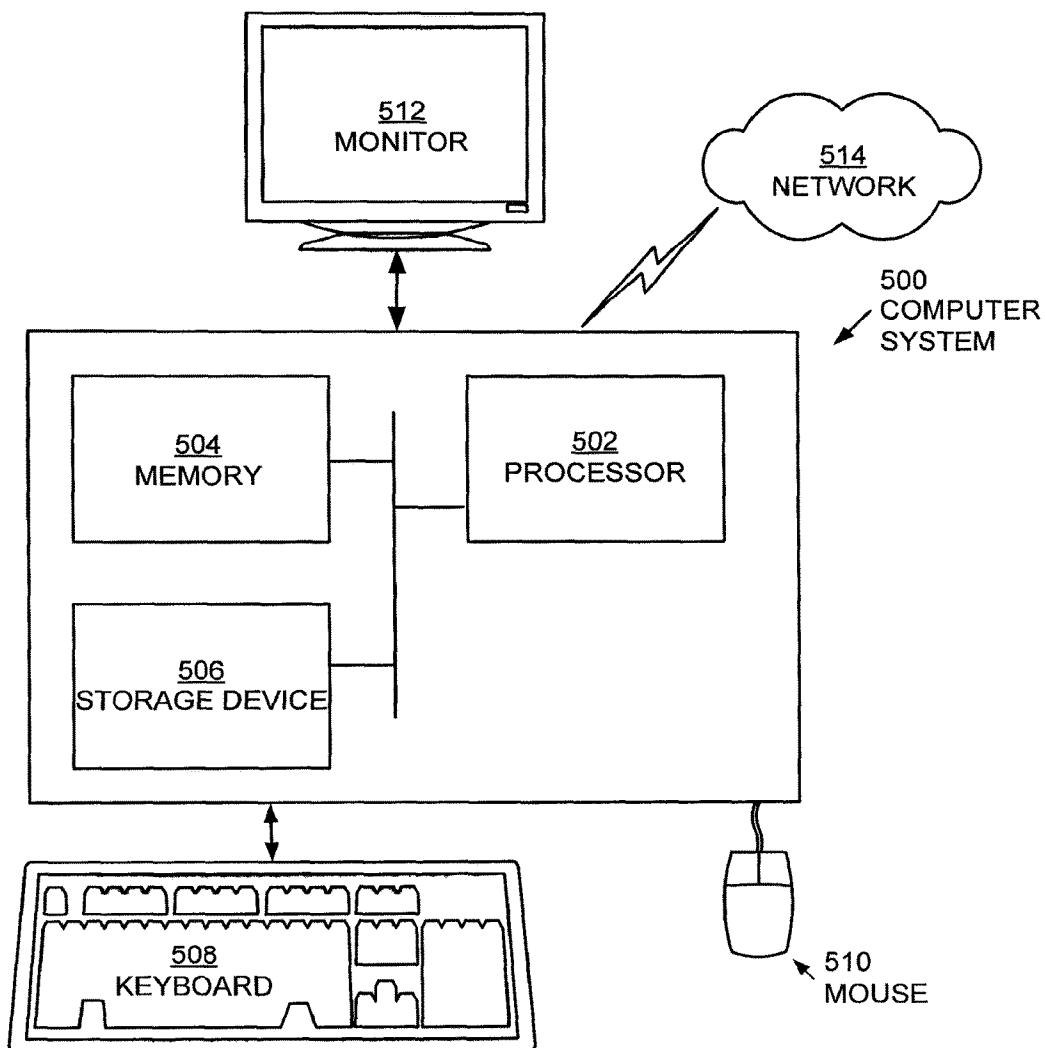 512
MONITOR
514
NETWORK
500
COMPUTER
SYSTEM
504
MEMORY
502
PROCESSOR
506
STORAGE DEVICE
508
KEYBOARD
510
MOUSE